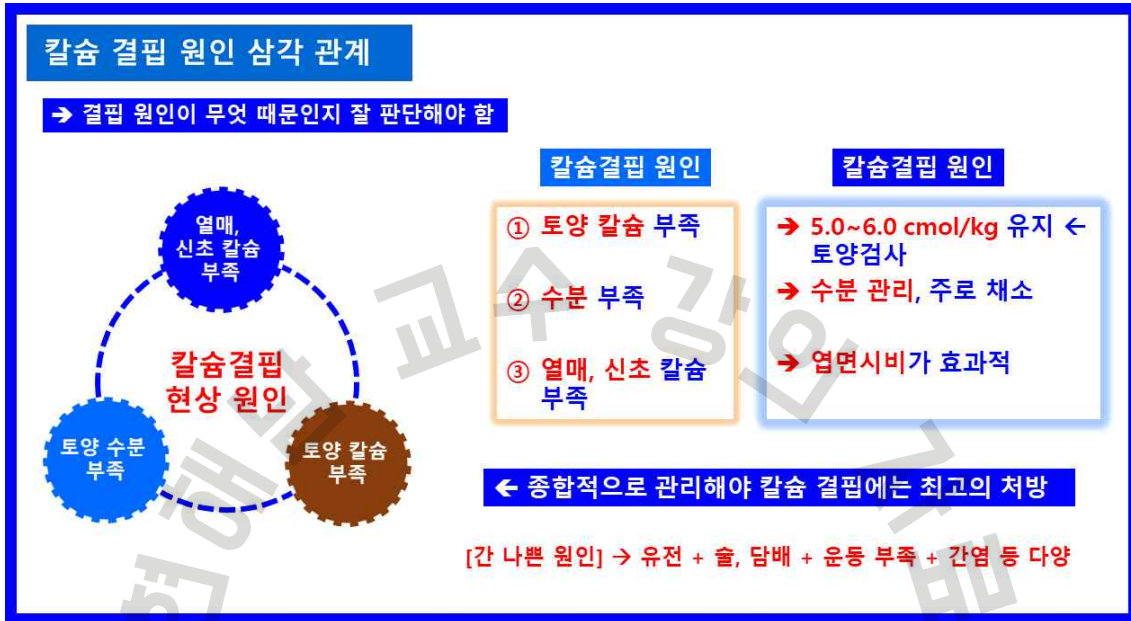 칼슘 결핍 원인 삼각 관계
➔ 결핍 원인이 무엇 때문인지 잘 판단해야 함
열매,
신초 칼슘
부족
칼슘결핍
현상 원인
토양 수분
부족
토양 칼슘
부족
칼슘결핍 원인
① 토양 칼슘 부족
② 수분 부족
③ 열매, 신초 칼슘
부족
칼슘결핍 원인
➔ 5.0~6.0 cmol/kg 유지 ←
토양검사
➔ 수분 관리, 주로 채소
➔ 엽면시비가 효과적
← 종합적으로 관리해야 칼슘 결핍에는 최고의 처방
[간 나쁜 원인] → 유전 + 술, 담배 + 운동 부족 + 간염 등 다양
교수 강의